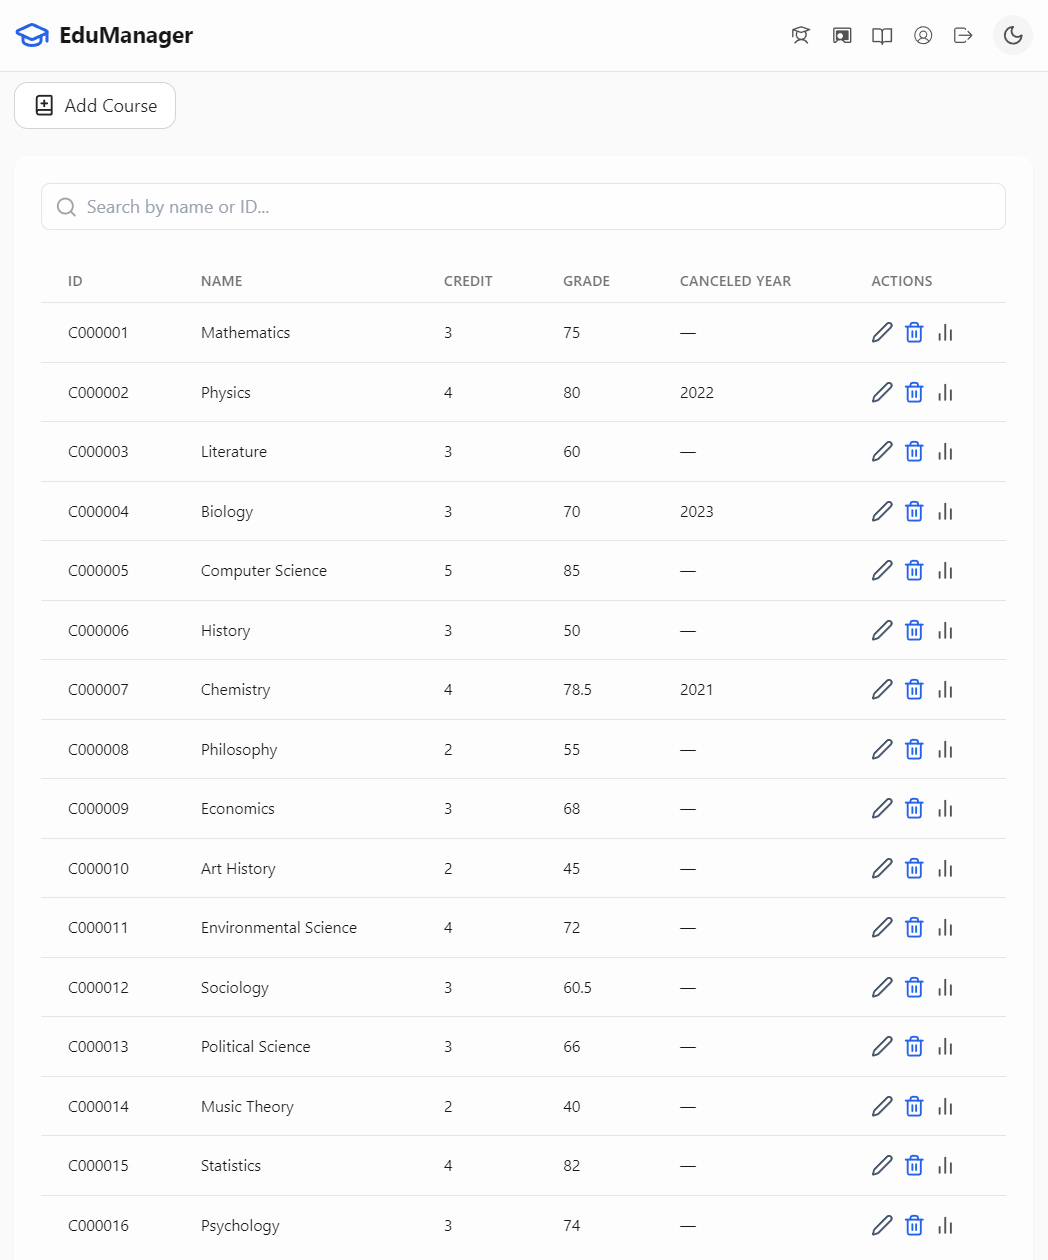 EduManager
Add Course
Search by name or ID...
ID NAME CREDIT GRADE CANCELED YEAR ACTIONS
C000001 Mathematics 3 75 —
C000002 Physics 4 80 2022
C000003 Literature 3 60 —
C000004 Biology 3 70 2023
C000005 Computer Science 5 85 —
C000006 History 3 50 —
C000007 Chemistry 4 78.5 2021
C000008 Philosophy 2 55 —
C000009 Economics 3 68 —
C000010 Art History 2 45 —
C000011 Environmental Science 4 72 —
C000012 Sociology 3 60.5 —
C000013 Political Science 3 66 —
C000014 Music Theory 2 40 —
C000015 Statistics 4 82 —
C000016 Psychology 3 74 —